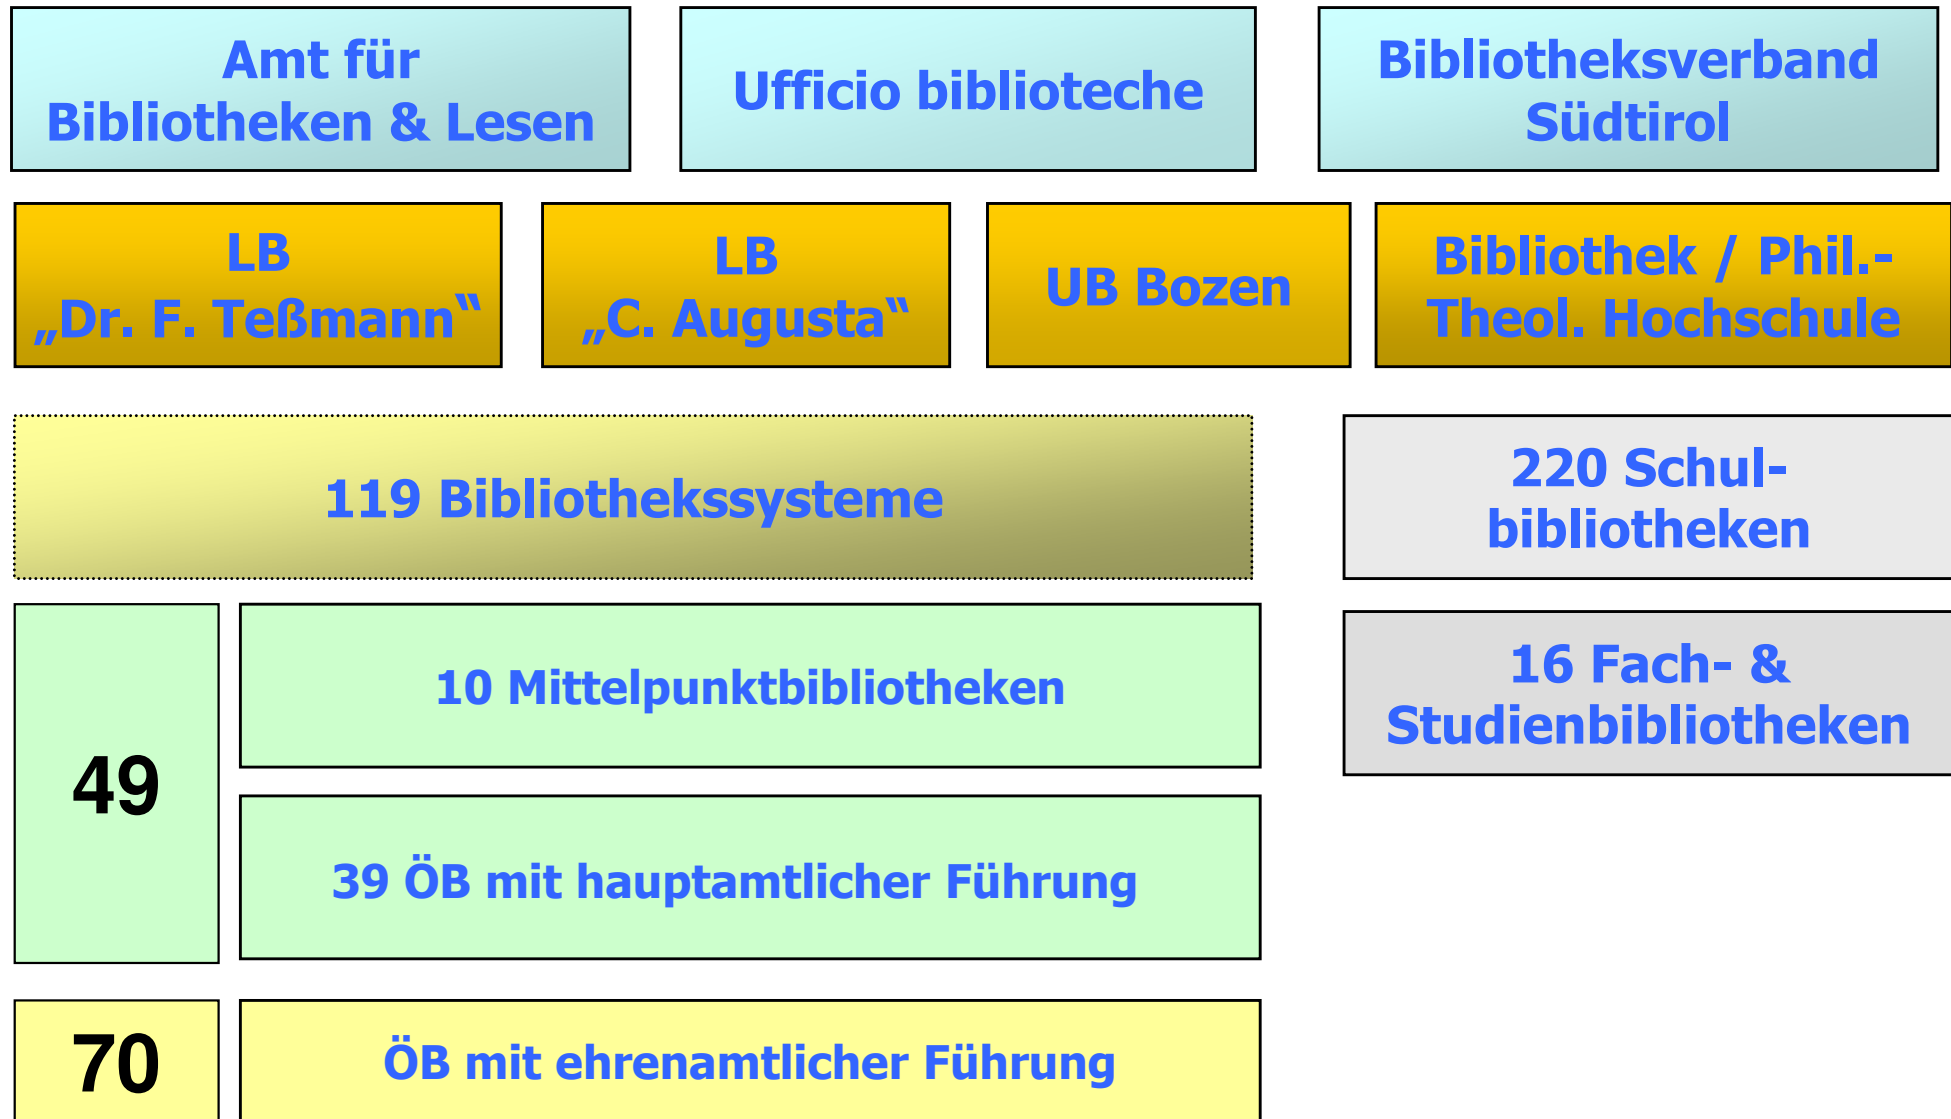 Amt für
Bibliotheken & Lesen
Ufficio biblioteche
Bibliotheksverband
Südtirol
LB
„Dr. F. Teßmann‟
LB
„C. Augusta‟
UB Bozen
Bibliothek / Phil.-
Theol. Hochschule
119 Bibliothekssysteme
220 Schul-
bibliotheken
49
10 Mittelpunktbibliotheken
16 Fach- &
Studienbibliotheken
39 ÖB mit hauptamtlicher Führung
70
ÖB mit ehrenamtlicher Führung